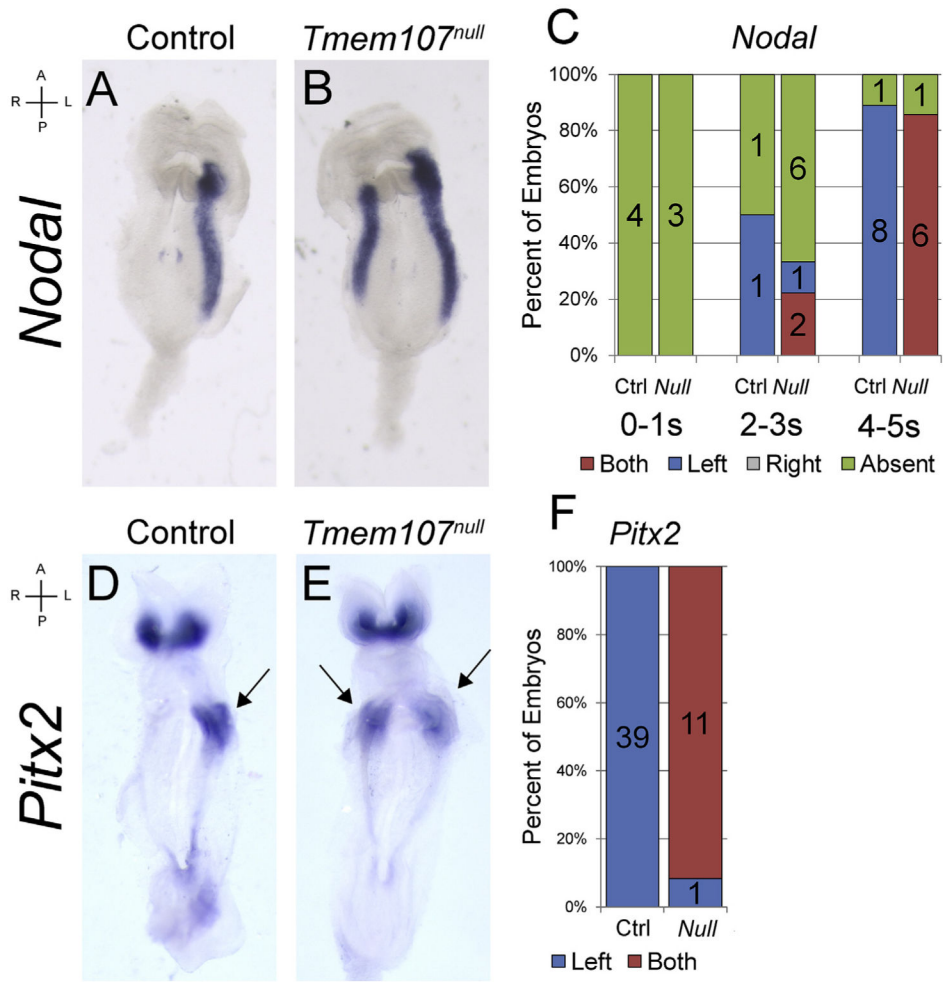 Control
Tmem107null
C
Nodal
A
R L
P
A
B
Nodal
Percent of Embryos
100%
80%
60%
40%
20%
0%
4
3
1
1
6
1
2
1
8
1
6
Ctrl Null Ctrl Null Ctrl Null
0-1s 2-3s 4-5s
Both Left Right Absent
Control
Tmem107null
F
Pitx2
A
R L
P
D
E
Pitx2
Percent of Embryos
100%
80%
60%
40%
20%
0%
39
11
1
Ctrl Null
Left Both